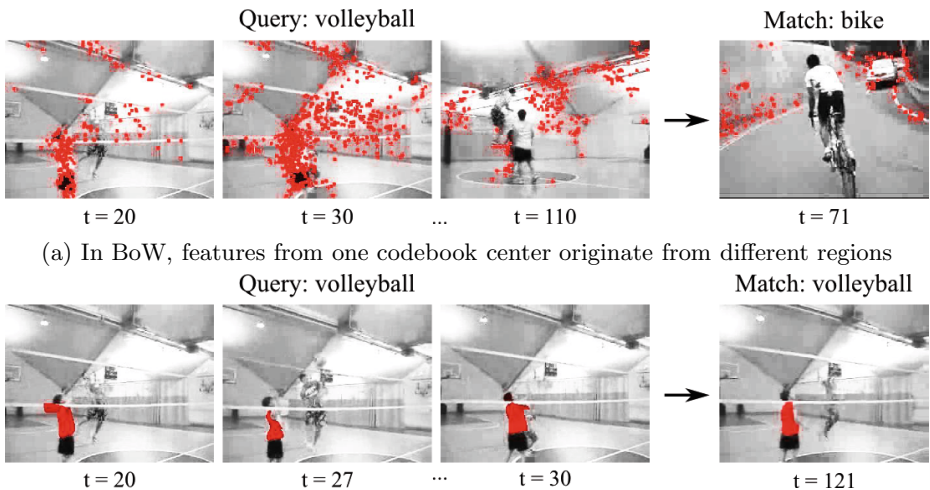 Query: volleyball Match: bike
t = 20 t = 30 ... t = 110 t = 71
(a) In BoW, features from one codebook center originate from different regions
Query: volleyball Match: volleyball
t = 20 t = 27 ... t = 30 t = 121